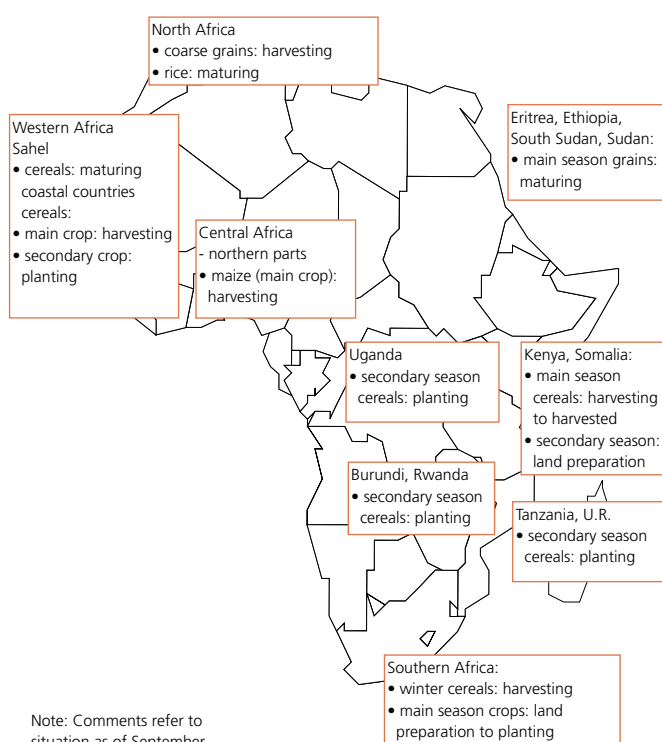 North Africa
• coarse grains: harvesting
• rice: maturing
Western Africa
Sahel
• cereals: maturing
coastal countries
cereals:
• main crop: harvesting
• secondary crop:
planting
Eritrea, Ethiopia,
South Sudan, Sudan:
• main season grains:
maturing
Central Africa
- northern parts
• maize (main crop):
harvesting
Uganda
• secondary season
cereals: planting
Kenya, Somalia:
• main season
cereals: harvesting
to harvested
• secondary season:
land preparation
Burundi, Rwanda
• secondary season
cereals: planting
Tanzania, U.R.
• secondary season
cereals: planting
Southern Africa:
• winter cereals: harvesting
• main season crops: land
preparation to planting
Note: Comments refer to
situation as of September